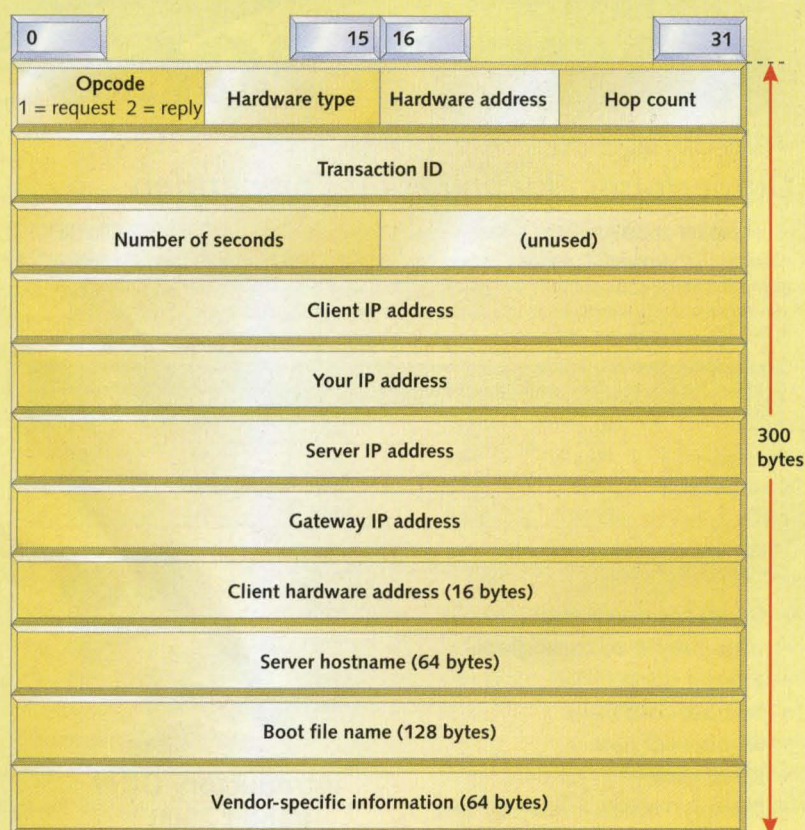 0 15 16 31
Opcode
1 = request 2 = reply
Hardware type
Hardware address
Hop count
Transaction ID
Number of seconds
(unused)
Client IP address
Your IP address
Server IP address
300
bytes
Gateway IP address
Client hardware address (16 bytes)
Server hostname (64 bytes)
Boot file name (128 bytes)
Vendor-specific information (64 bytes)